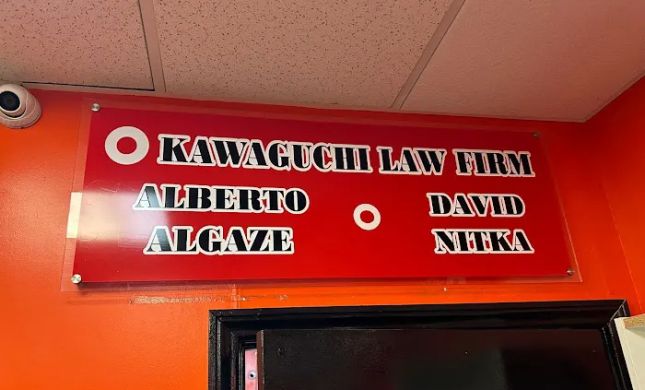 KAWAGUCHI LAW FIRM
ALBERTO
ALGAZE
DAVID
NITKA